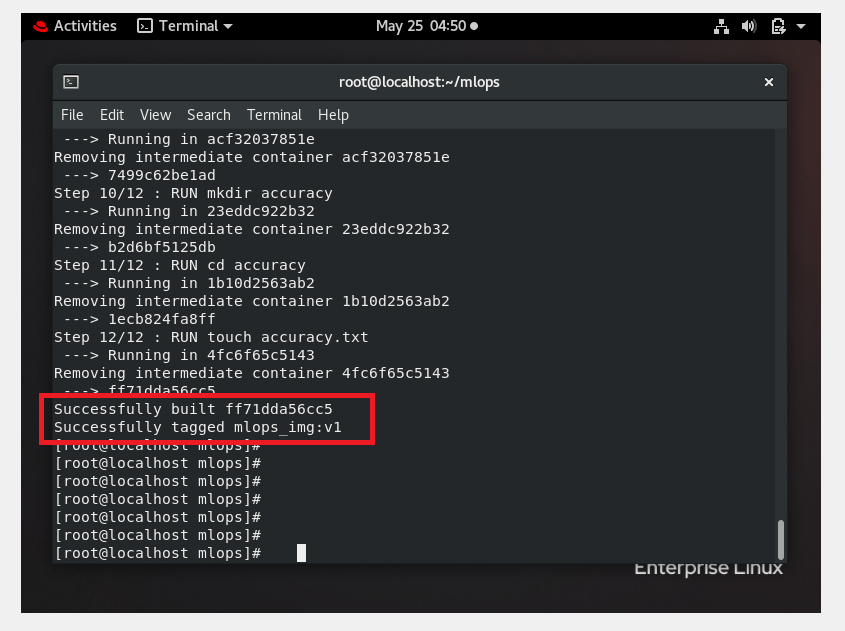 Activities Terminal May 25 04:50
root@localhost:~/mlops
File Edit View Search Terminal Help
---> Running in acf32037851e
Removing intermediate container acf32037851e
---> 7499c62be1ad
Step 10/12 : RUN mkdir accuracy
---> Running in 23eddc922b32
Removing intermediate container 23eddc922b32
---> b2d6bf5125db
Step 11/12 : RUN cd accuracy
---> Running in 1b10d2563ab2
Removing intermediate container 1b10d2563ab2
---> 1ecb824fa8ff
Step 12/12 : RUN touch accuracy.txt
---> Running in 4fc6f65c5143
Removing intermediate container 4fc6f65c5143
---> ff71dda56cc5
Successfully built ff71dda56cc5
Successfully tagged mlops_img:v1
[root@localhost mlops]#
[root@localhost mlops]#
[root@localhost mlops]#
[root@localhost mlops]#
[root@localhost mlops]#
[root@localhost mlops]#
[root@localhost mlops]#
Enterprise Linux